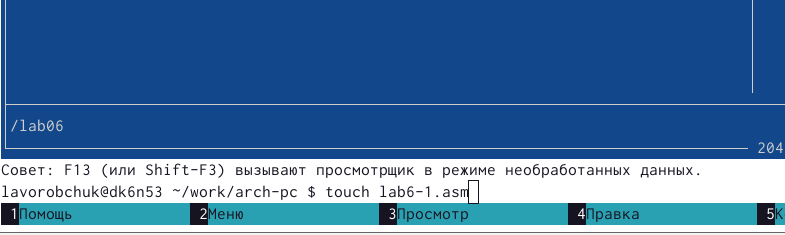 /lab06
204
Совет: F13 (или Shift-F3) вызывают просмотрщик в режиме необработанных данных.
lavorobchuk@dk6n53 ~/work/arch-pc $ touch lab6-1.asm
1Помощь 2Меню 3Просмотр 4Правка 5К